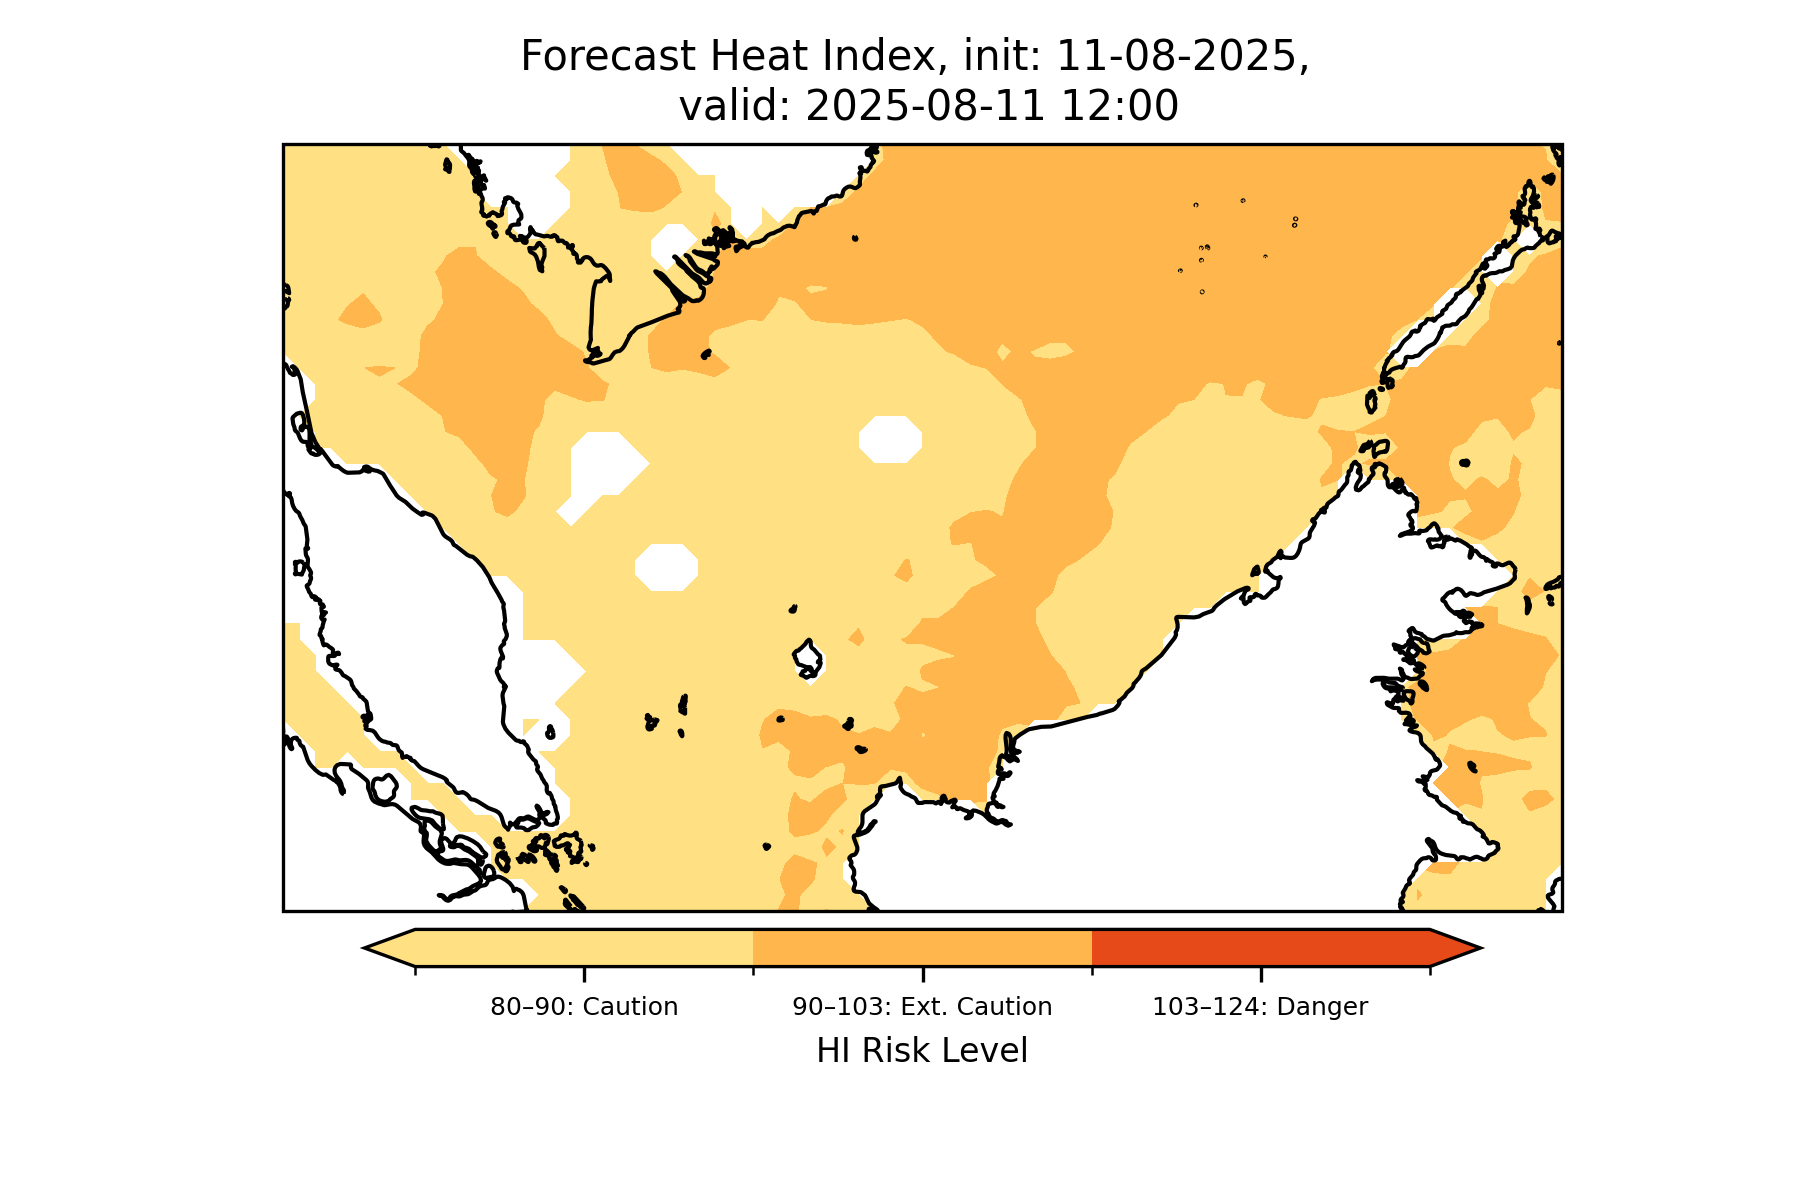 Forecast Heat Index, init: 11-08-2025,
valid: 2025-08-11 12:00
80–90: Caution
90–103: Ext. Caution
103–124: Danger
HI Risk Level